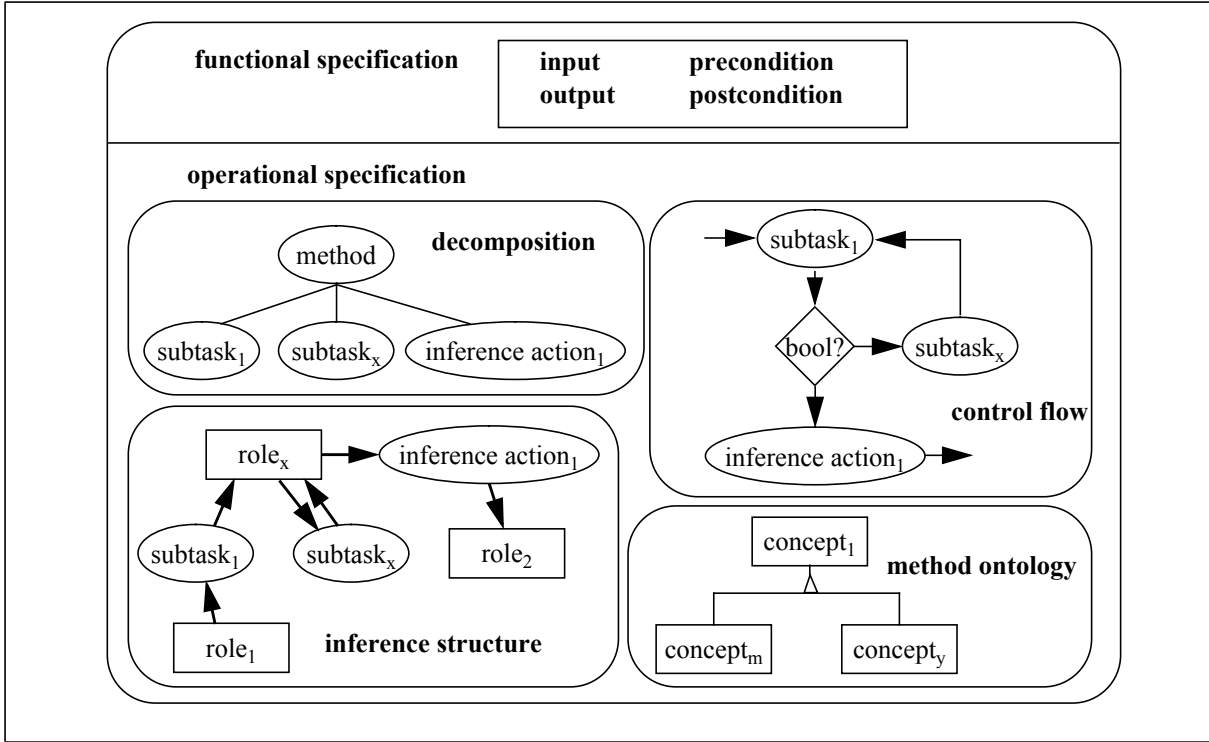 functional specification
input precondition
output postcondition
operational specification
decomposition
method
subtask₁ subtaskₓ inference action₁
subtask₁
bool?
subtaskₓ
control flow
inference action₁
roleₓ inference action₁
subtask₁ subtaskₓ role₂
role₁
inference structure
concept₁
method ontology
conceptₘ concept_y